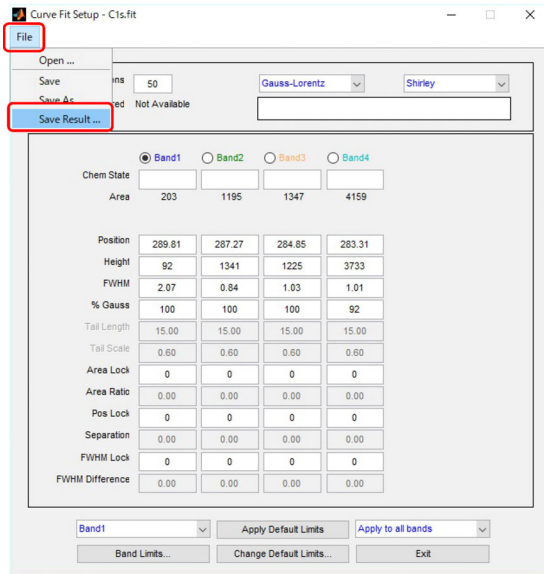 Curve Fit Setup - C1s.fit
File
Open ...
Save
Save As
Save Result ...
ns 50 Gauss-Lorentz Shirley
red Not Available
Band1 Band2 Band3 Band4
Chem State
Area 203 1195 1347 4159
Position 289.81 287.27 284.85 283.31
Height 92 1341 1225 3733
FWHM 2.07 0.84 1.03 1.01
% Gauss 100 100 100 92
Tail Length 15.00 15.00 15.00 15.00
Tail Scale 0.60 0.60 0.60 0.60
Area Lock 0 0 0 0
Area Ratio 0.00 0.00 0.00 0.00
Pos Lock 0 0 0 0
Separation 0.00 0.00 0.00 0.00
FWHM Lock 0 0 0 0
FWHM Difference 0.00 0.00 0.00 0.00
Band1 Apply Default Limits Apply to all bands
Band Limits... Change Default Limits... Exit